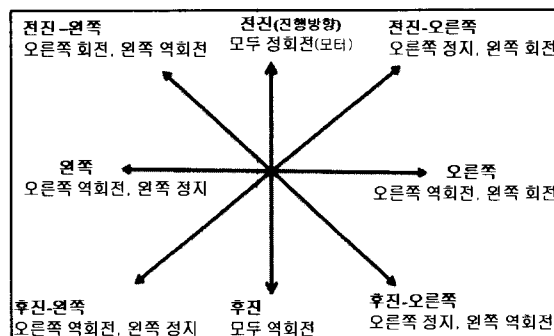 전진-왼쪽
오른쪽 회전, 왼쪽 역회전
전진(진행방향)
모두 정회전(모터)
전진-오른쪽
오른쪽 정지, 왼쪽 회전
왼쪽
오른쪽 역회전, 왼쪽 정지
오른쪽
오른쪽 역회전, 왼쪽 회전
후진-왼쪽
오른쪽 역회전, 왼쪽 정지
후진
모두 역회전
후진-오른쪽
오른쪽 정지, 왼쪽 역회전